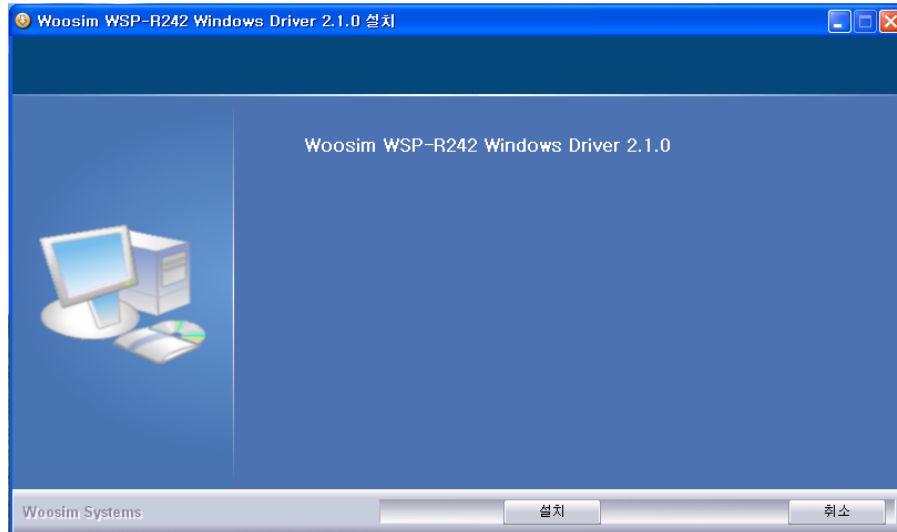 Woosim WSP-R242 Windows Driver 2.1.0 설치
Woosim WSP-R242 Windows Driver 2.1.0
Woosim Systems
설치
취소